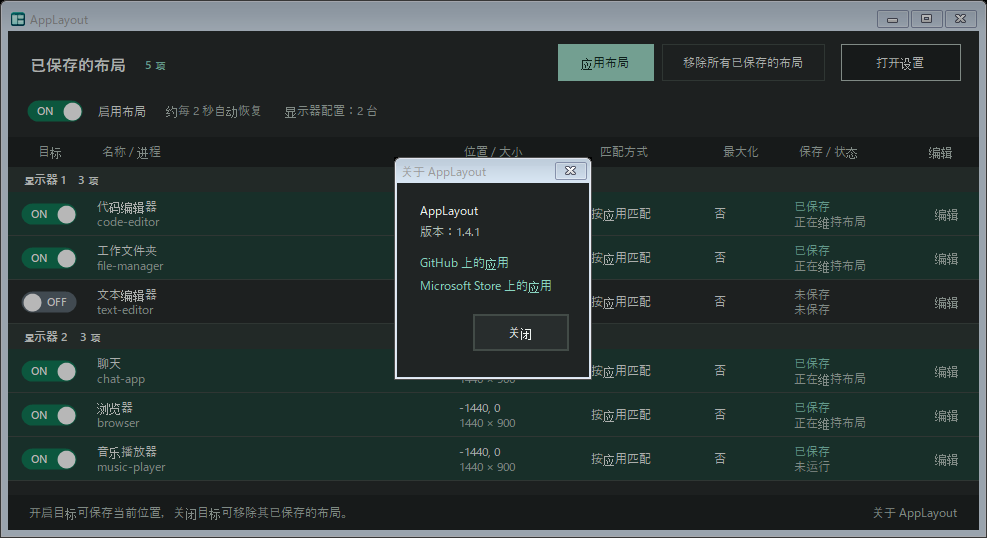 AppLayout
已保存的布局 5 项
应用布局 移除所有已保存的布局 打开设置
ON 启用布局 约每 2 秒自动恢复 显示器配置：2 台
目标 名称 / 进程 位置 / 大小 匹配方式 最大化 保存 / 状态 编辑
显示器 1 3 项
ON 代码编辑器 按应用匹配 否 已保存 编辑
code-editor 正在维持布局
ON 工作文件夹 按应用匹配 否 已保存 编辑
file-manager 正在维持布局
OFF 文本编辑器 按应用匹配 否 未保存 编辑
text-editor 未保存
显示器 2 3 项
ON 聊天 按应用匹配 否 已保存 编辑
chat-app 正在维持布局
ON 浏览器 -1440, 0 按应用匹配 否 已保存 编辑
browser 1440 × 900 正在维持布局
ON 音乐播放器 -1440, 0 按应用匹配 否 已保存 编辑
music-player 1440 × 900 未运行
开启目标可保存当前位置，关闭目标可移除其已保存的布局。 关于 AppLayout
关于 AppLayout
AppLayout
版本：1.4.1
GitHub 上的应用
Microsoft Store 上的应用
关闭